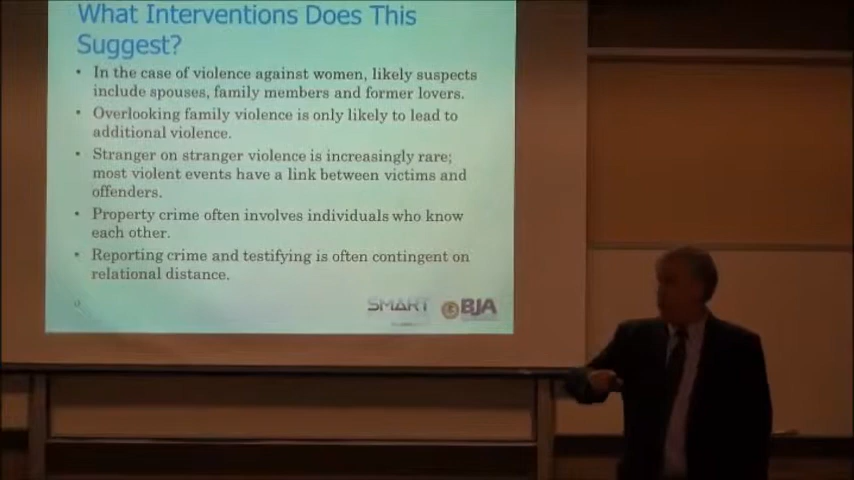 What Interventions Does This
Suggest?
• In the case of violence against women, likely suspects
include spouses, family members and former lovers.
• Overlooking family violence is only likely to lead to
additional violence.
• Stranger on stranger violence is increasingly rare;
most violent events have a link between victims and
offenders.
• Property crime often involves individuals who know
each other.
• Reporting crime and testifying is often contingent on
relational distance.
SMART
BJA